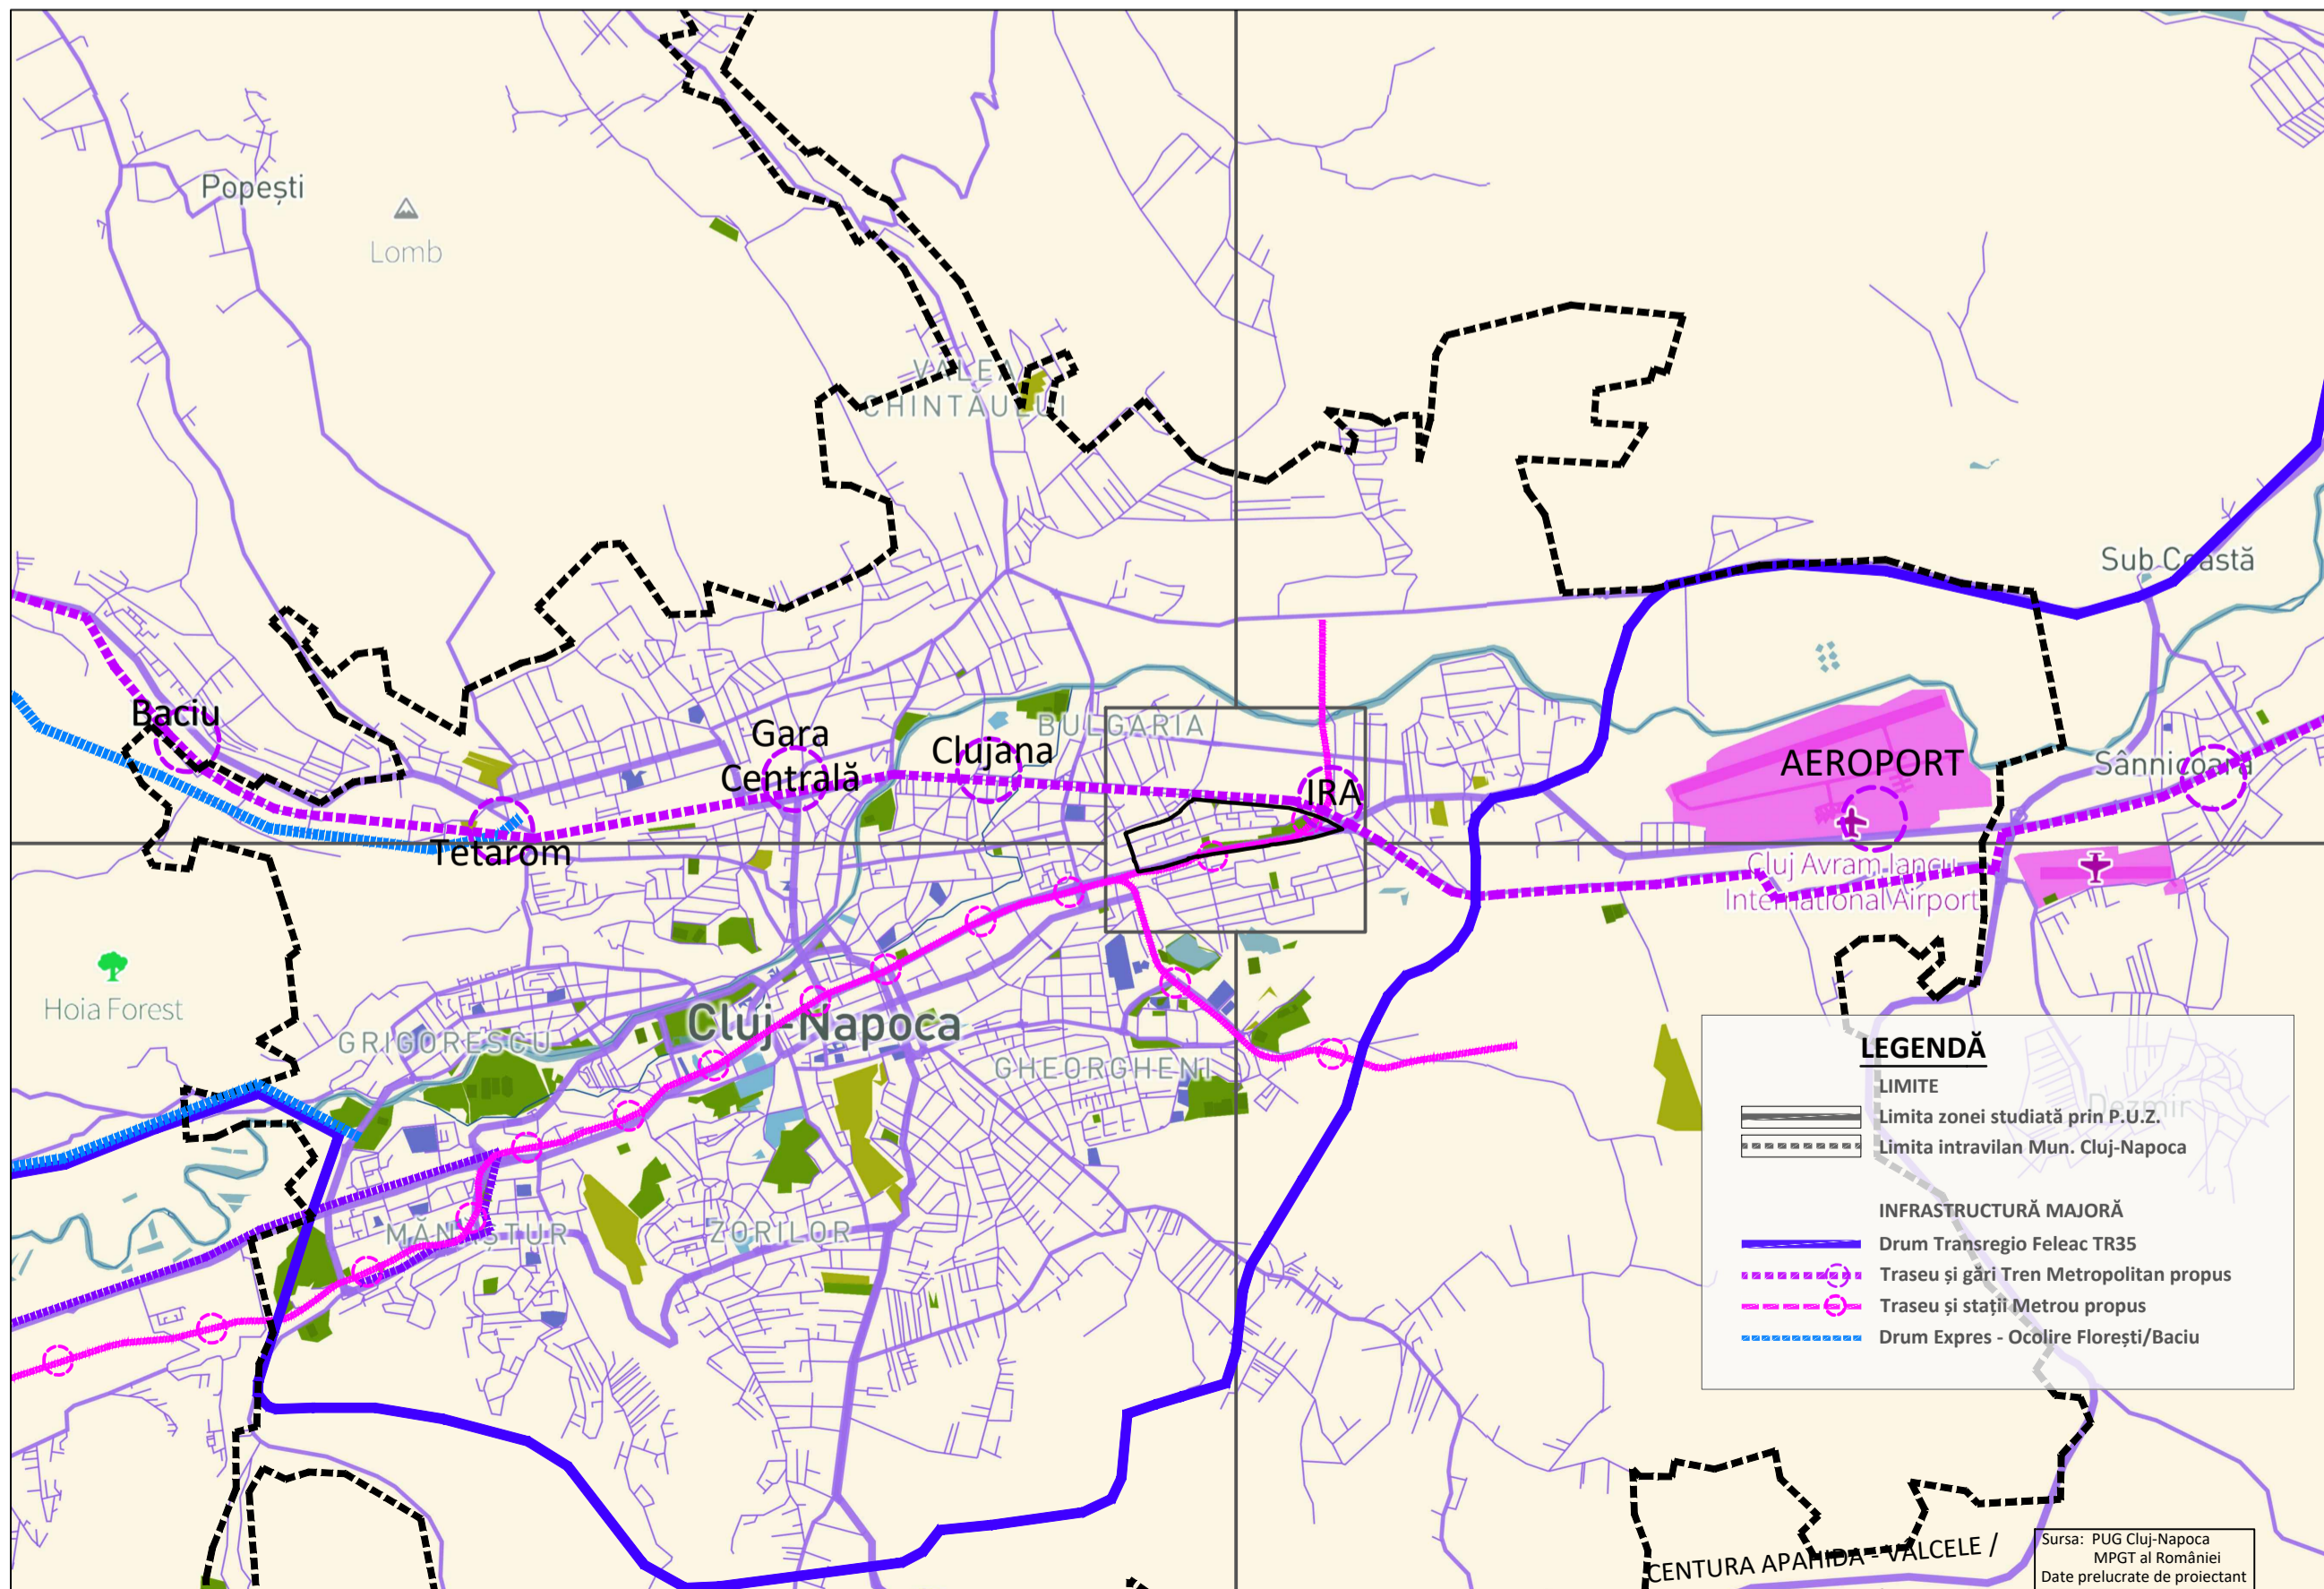 Popești
Lomb
VALEA
CHINTĂULUI
Sub Coastă
Baciu
Gara
Centrală
Clujana
BULGARIA
IRA
AEROPORT
Sânnicoară
Tetarom
Cluj Avram Iancu
International Airport
Hoia Forest
GRIGORESCU
Cluj-Napoca
GHEORGHENI
MĂNĂȘTUR
ZORILOR
Dezmir
LEGENDĂ
LIMITE
Limita zonei studiată prin P.U.Z.
Limita intravilan Mun. Cluj-Napoca
INFRASTRUCTURĂ MAJORĂ
Drum Transregio Feleac TR35
Traseu și gări Tren Metropolitan propus
Traseu și stații Metrou propus
Drum Expres - Ocolire Florești/Baciu
CENTURA APAHIDA - VÂLCELE /
Sursa: PUG Cluj-Napoca
MPGT al României
Date prelucrate de proiectant